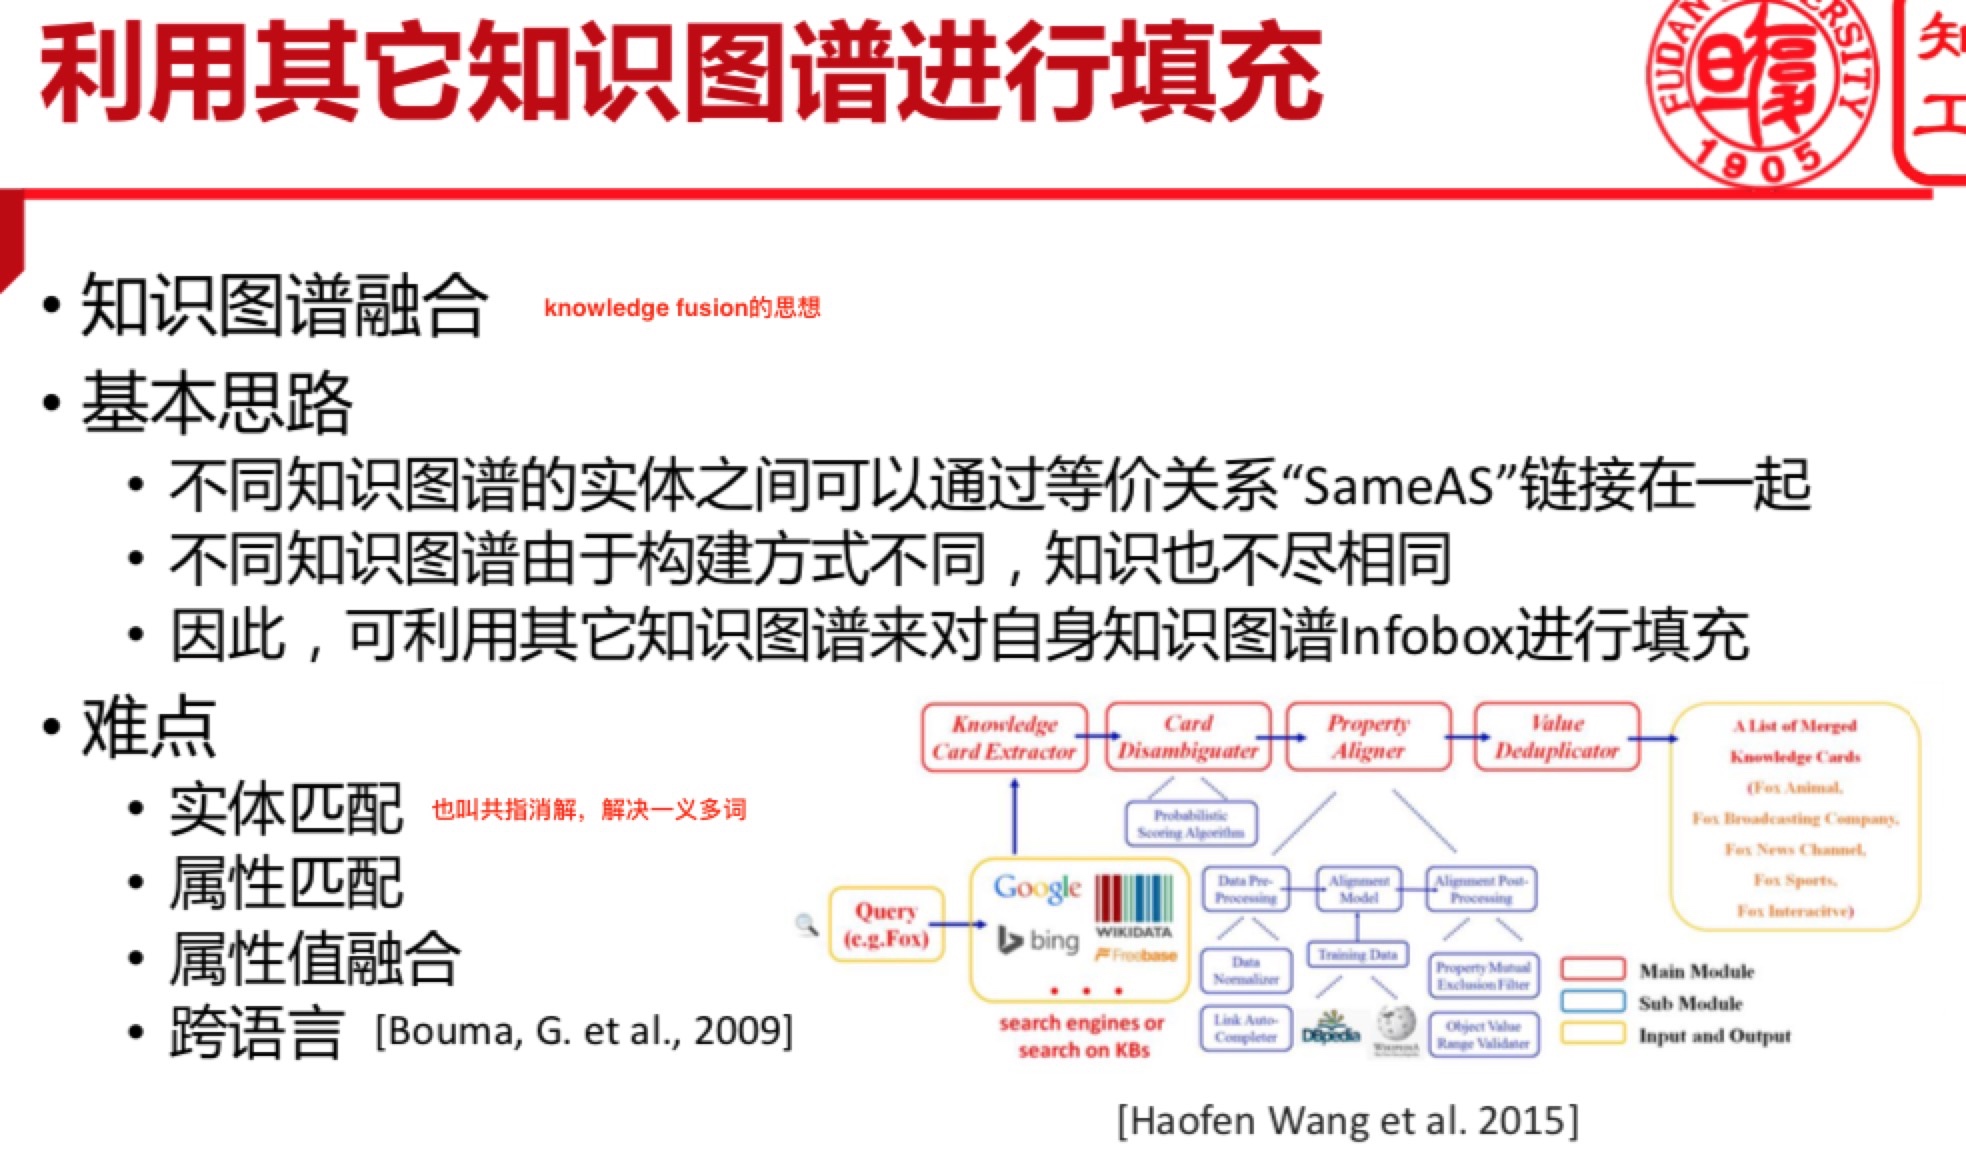 利用其它知识图谱进行填充
FUDAN UNIVERSITY
1905
知
工
• 知识图谱融合 knowledge fusion的思想
• 基本思路
• 不同知识图谱的实体之间可以通过等价关系“SameAS”链接在一起
• 不同知识图谱由于构建方式不同，知识也不尽相同
• 因此，可利用其它知识图谱来对自身知识图谱Infobox进行填充
• 难点
• 实体匹配 也叫共指消解，解决一义多词
• 属性匹配
• 属性值融合
• 跨语言 [Bouma, G. et al., 2009]
Query
(e.g.Fox)
Google
WIKIDATA
bing
Freebase
search engines or
search on KBs
Knowledge
Card Extractor
Card
Disambiguater
Property
Aligner
Value
Deduplicator
Probabilistic
Scoring Algorithm
Data Pre-
Processing
Alignment
Model
Alignment Post-
Processing
Data
Normalizer
Training Data
Property Mutual
Exclusion Filter
Link Auto-
Completer
DBpedia
WIKIPEDIA
Object Value
Range Validater
A List of Merged
Knowledge Cards
(Fox Animal,
Fox Broadcasting Company,
Fox News Channel,
Fox Sports,
Fox Interacitve)
Main Module
Sub Module
Input and Output
[Haofen Wang et al. 2015]